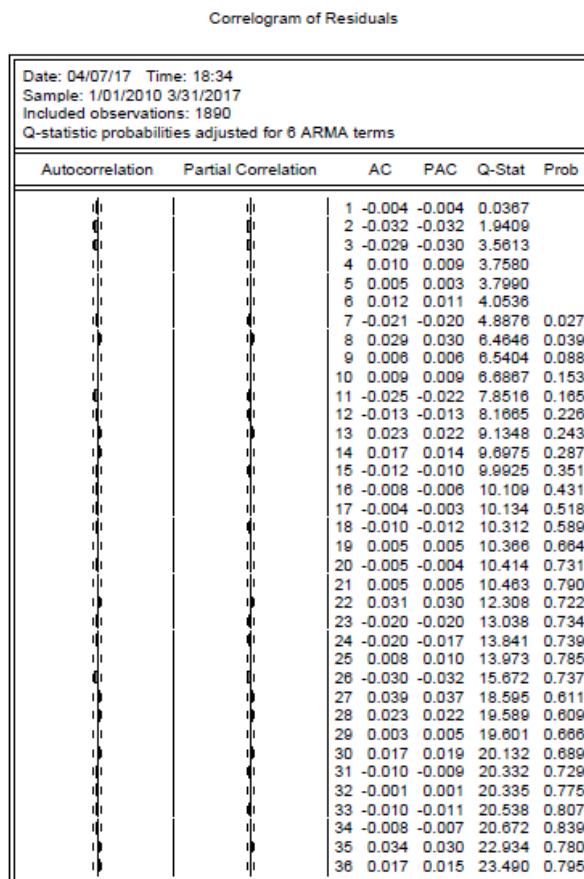 Correlogram of Residuals
Date: 04/07/17 Time: 18:34
Sample: 1/01/2010 3/31/2017
Included observations: 1890
Q-statistic probabilities adjusted for 6 ARMA terms
Autocorrelation Partial Correlation AC PAC Q-Stat Prob
1 -0.004 -0.004 0.0367
2 -0.032 -0.032 1.9409
3 -0.029 -0.030 3.5613
4 0.010 0.009 3.7580
5 0.005 0.003 3.7990
6 0.012 0.011 4.0536
7 -0.021 -0.020 4.8876 0.027
8 0.029 0.030 6.4646 0.039
9 0.006 0.006 6.5404 0.088
10 0.009 0.009 6.6867 0.153
11 -0.025 -0.022 7.8516 0.165
12 -0.013 -0.013 8.1665 0.226
13 0.023 0.022 9.1348 0.243
14 0.017 0.014 9.6975 0.287
15 -0.012 -0.010 9.9925 0.351
16 -0.008 -0.006 10.109 0.431
17 -0.004 -0.003 10.134 0.518
18 -0.010 -0.012 10.312 0.589
19 0.005 0.005 10.366 0.664
20 -0.005 -0.004 10.414 0.731
21 0.005 0.005 10.463 0.790
22 0.031 0.030 12.308 0.722
23 -0.020 -0.020 13.038 0.734
24 -0.020 -0.017 13.841 0.739
25 0.008 0.010 13.973 0.785
26 -0.030 -0.032 15.672 0.737
27 0.039 0.037 18.595 0.611
28 0.023 0.022 19.589 0.609
29 0.003 0.005 19.601 0.666
30 0.017 0.019 20.132 0.689
31 -0.010 -0.009 20.332 0.729
32 -0.001 0.001 20.335 0.775
33 -0.010 -0.011 20.538 0.807
34 -0.008 -0.007 20.672 0.839
35 0.034 0.030 22.934 0.780
36 0.017 0.015 23.490 0.795